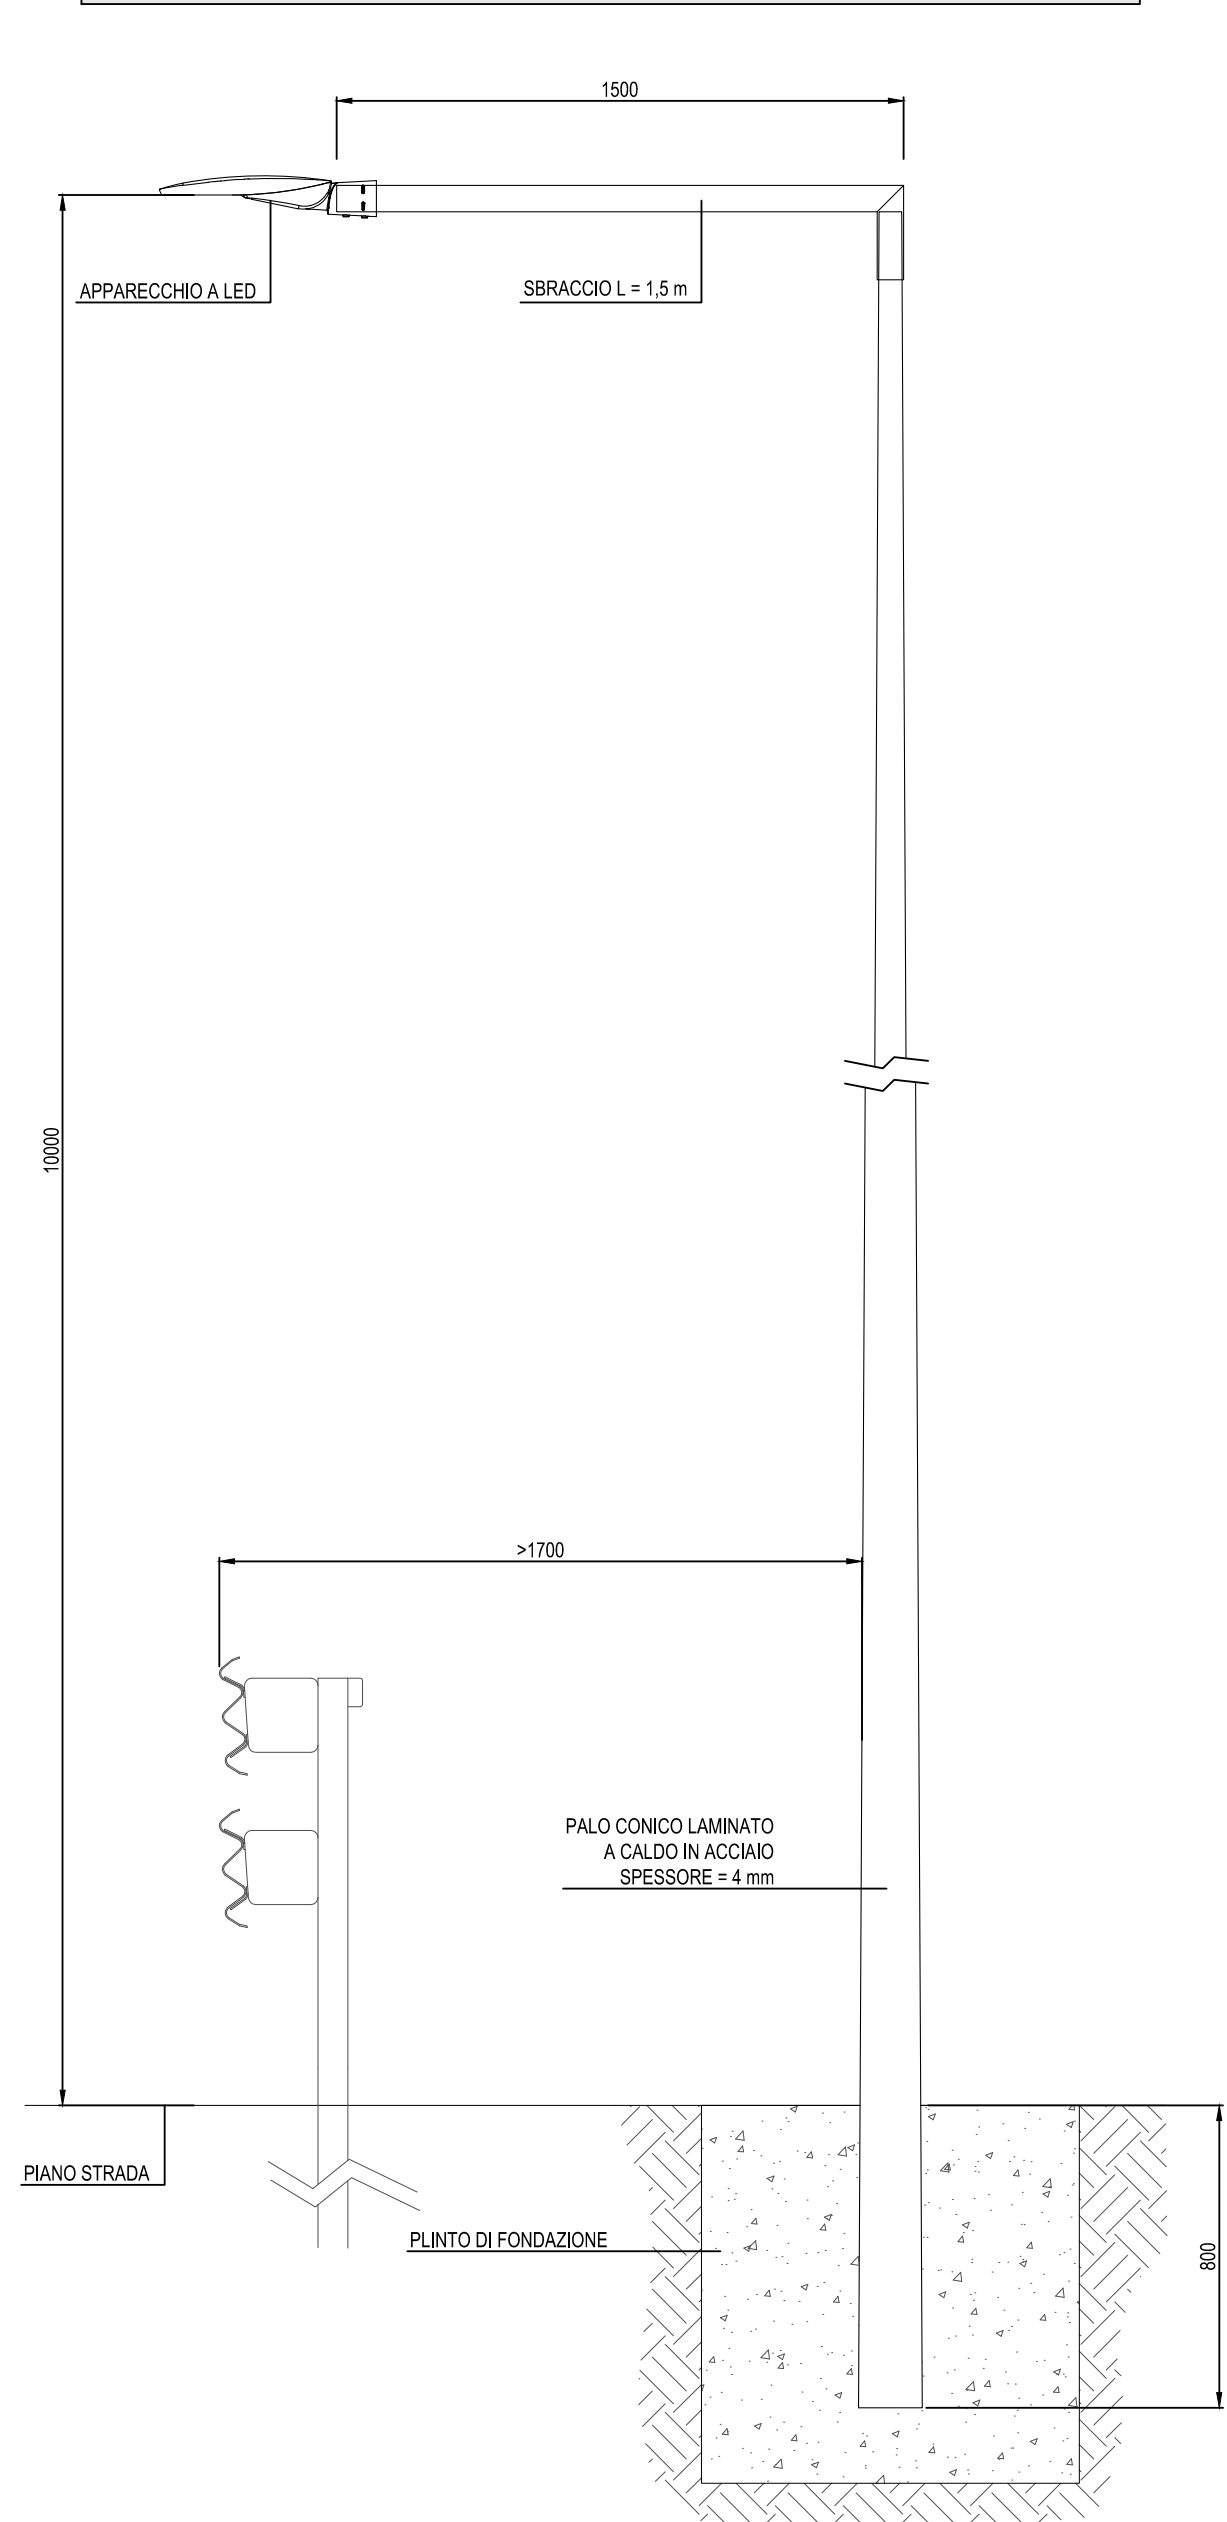 1500
APPARECCHIO A LED
SBRACCIO L = 1,5 m
10000
>1700
PALO CONICO LAMINATO
A CALDO IN ACCIAIO
SPESSORE = 4 mm
PIANO STRADA
PLINTO DI FONDAZIONE
800